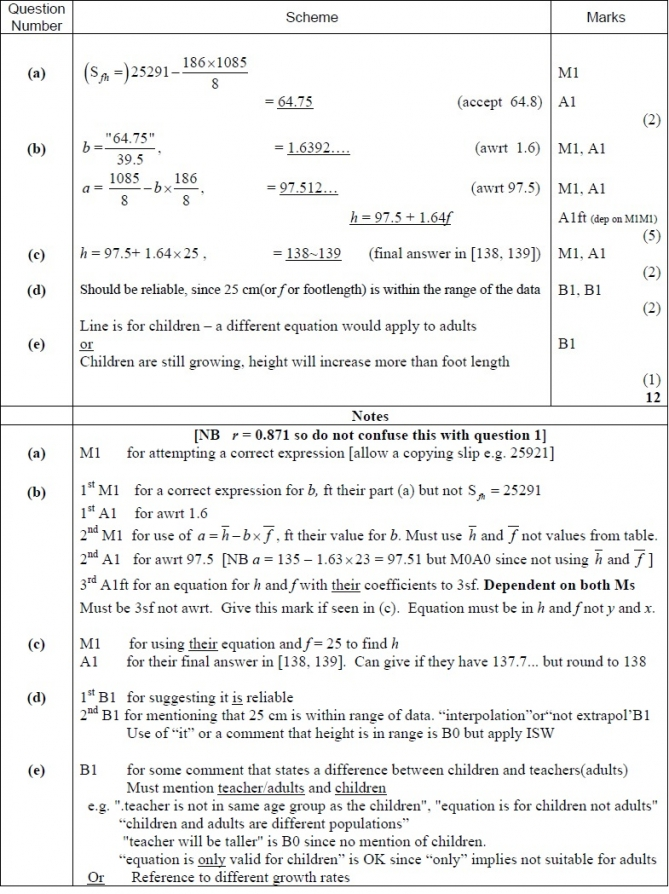 Question Number Scheme Marks
(a) (S_fh =) 25291 − (186×1085)/8 M1
= 64.75 (accept 64.8) A1
(2)
(b) b = "64.75"/39.5, = 1.6392.... (awrt 1.6) M1, A1
a = 1085/8 − b × 186/8, = 97.512... (awrt 97.5) M1, A1
h = 97.5 + 1.64f A1ft (dep on M1M1)
(5)
(c) h = 97.5+ 1.64×25 , = 138~139 (final answer in [138, 139]) M1, A1
(2)
(d) Should be reliable, since 25 cm(or f or footlength) is within the range of the data B1, B1
(2)
Line is for children – a different equation would apply to adults
(e) or B1
Children are still growing, height will increase more than foot length
(1)
12
Notes
[NB r = 0.871 so do not confuse this with question 1]
(a) M1 for attempting a correct expression [allow a copying slip e.g. 25921]
(b) 1st M1 for a correct expression for b, ft their part (a) but not S_fh = 25291
1st A1 for awrt 1.6
2nd M1 for use of a = h̄ − b × f̄ , ft their value for b. Must use h̄ and f̄ not values from table.
2nd A1 for awrt 97.5 [NB a = 135 – 1.63×23 = 97.51 but M0A0 since not using h̄ and f̄ ]
3rd A1ft for an equation for h and f with their coefficients to 3sf. Dependent on both Ms
Must be 3sf not awrt. Give this mark if seen in (c). Equation must be in h and f not y and x.
(c) M1 for using their equation and f = 25 to find h
A1 for their final answer in [138, 139]. Can give if they have 137.7... but round to 138
(d) 1st B1 for suggesting it is reliable
2nd B1 for mentioning that 25 cm is within range of data. “interpolation”or“not extrapol’B1
Use of “it” or a comment that height is in range is B0 but apply ISW
(e) B1 for some comment that states a difference between children and teachers(adults)
Must mention teacher/adults and children
e.g. ".teacher is not in same age group as the children", "equation is for children not adults"
“children and adults are different populations”
"teacher will be taller" is B0 since no mention of children.
“equation is only valid for children” is OK since “only” implies not suitable for adults
Or Reference to different growth rates